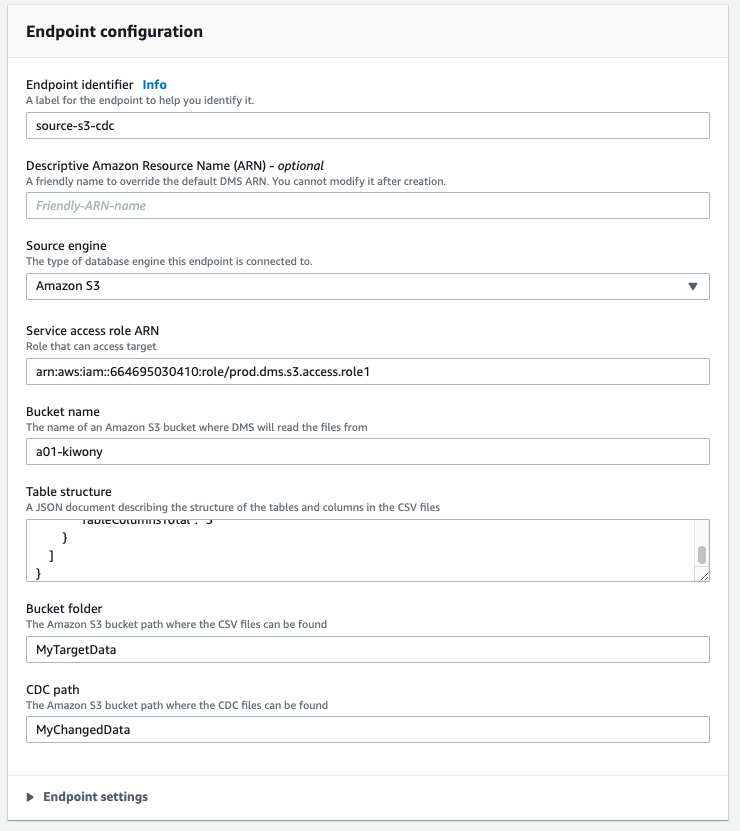 Endpoint configuration
Endpoint identifier Info
A label for the endpoint to help you identify it.
source-s3-cdc
Descriptive Amazon Resource Name (ARN) - optional
A friendly name to override the default DMS ARN. You cannot modify it after creation.
Friendly-ARN-name
Source engine
The type of database engine this endpoint is connected to.
Amazon S3
Service access role ARN
Role that can access target
arn:aws:iam::664695030410:role/prod.dms.s3.access.role1
Bucket name
The name of an Amazon S3 bucket where DMS will read the files from
a01-kiwony
Table structure
A JSON document describing the structure of the tables and columns in the CSV files
"TableColumnsTotal":
}
]
}
Bucket folder
The Amazon S3 bucket path where the CSV files can be found
MyTargetData
CDC path
The Amazon S3 bucket path where the CDC files can be found
MyChangedData
Endpoint settings